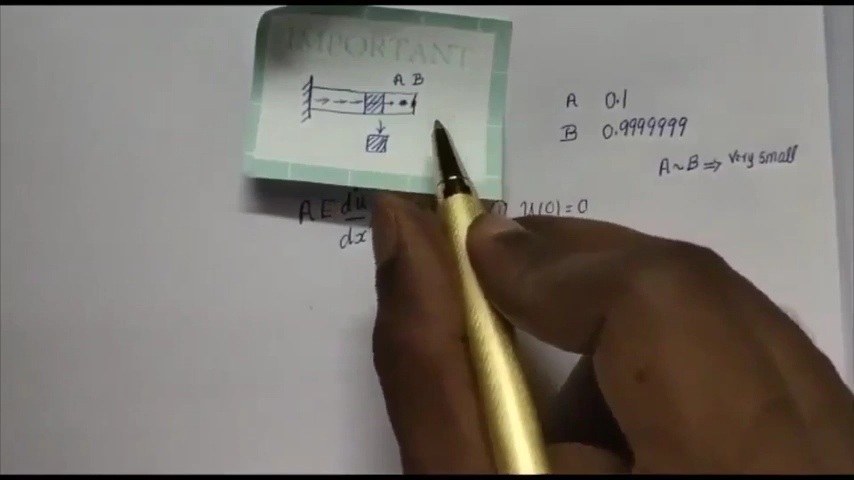 IMPORTANT
A B
A 0.1
B 0.9999999
A~B ⇒ very small
AE du
dx
u(0)=0